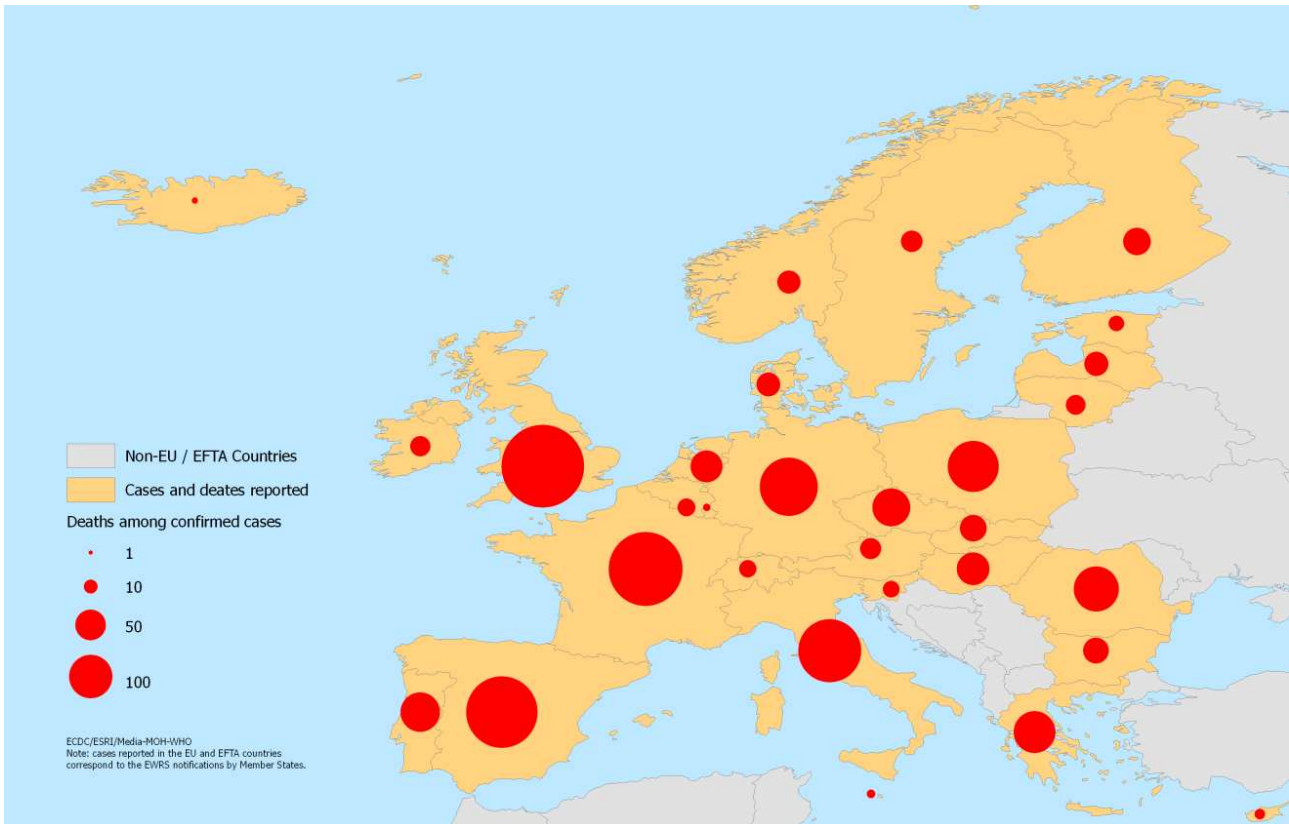 Non-EU / EFTA Countries
Cases and deates reported
Deaths among confirmed cases
1
10
50
100
ECDC/ESRI/Media-MOH-WHO
Note: cases reported in the EU and EFTA countries
correspond to the EWRS notifications by Member States.